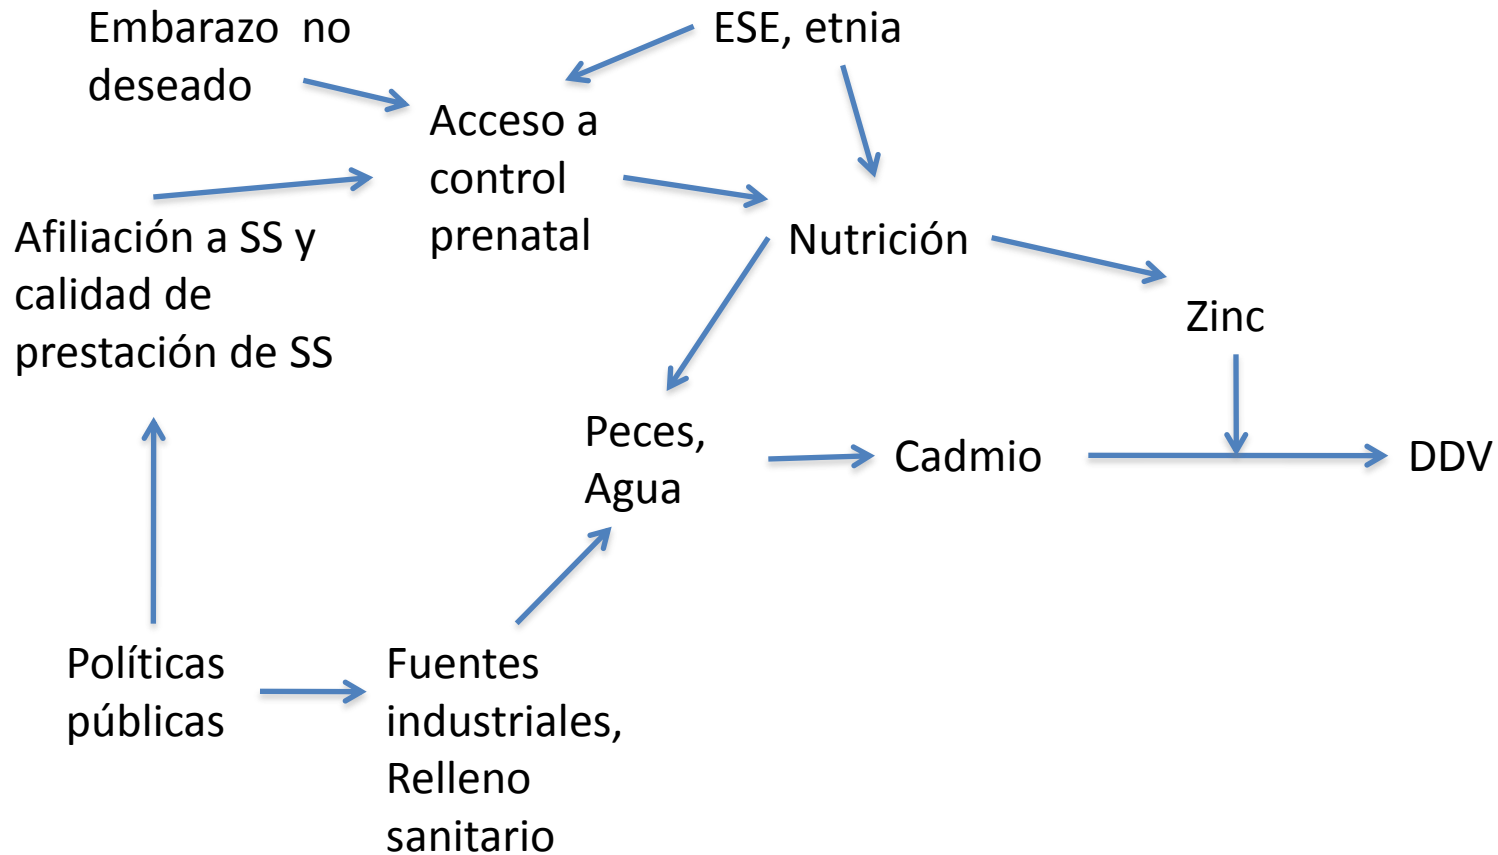 Embarazo no
deseado
ESE, etnia
Acceso a
control
prenatal
Afiliación a SS y
calidad de
prestación de SS
Nutrición
Zinc
Peces,
Agua
Cadmio
DDV
Políticas
públicas
Fuentes
industriales,
Relleno
sanitario